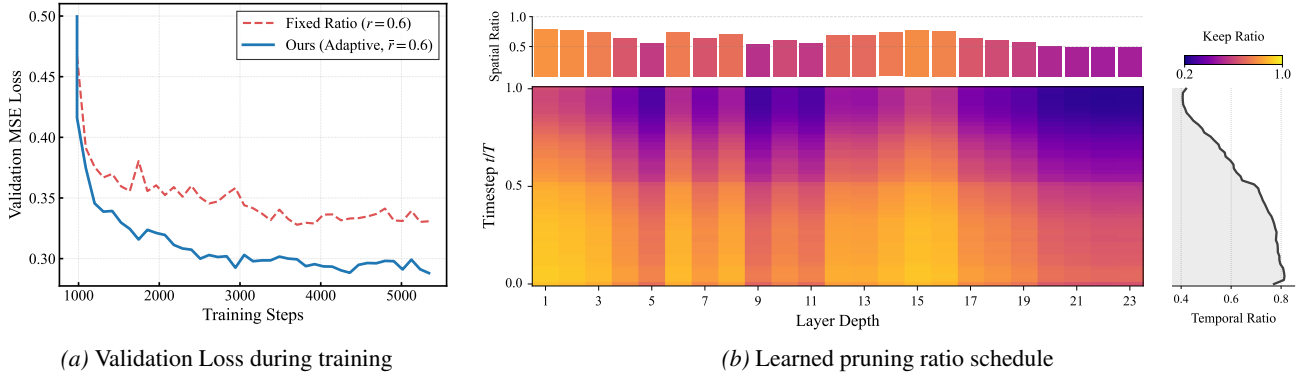 0.50
0.45
0.40
0.35
0.30
Validation MSE Loss
1000 2000 3000 4000 5000
Training Steps
Fixed Ratio (r = 0.6)
Ours (Adaptive, r̄ = 0.6)
(a) Validation Loss during training
1.0
0.5
Spatial Ratio
1.0
0.5
0.0
Timestep t/T
1 3 5 7 9 11 13 15 17 19 21 23
Layer Depth
Keep Ratio
0.2 1.0
0.4 0.6 0.8
Temporal Ratio
(b) Learned pruning ratio schedule